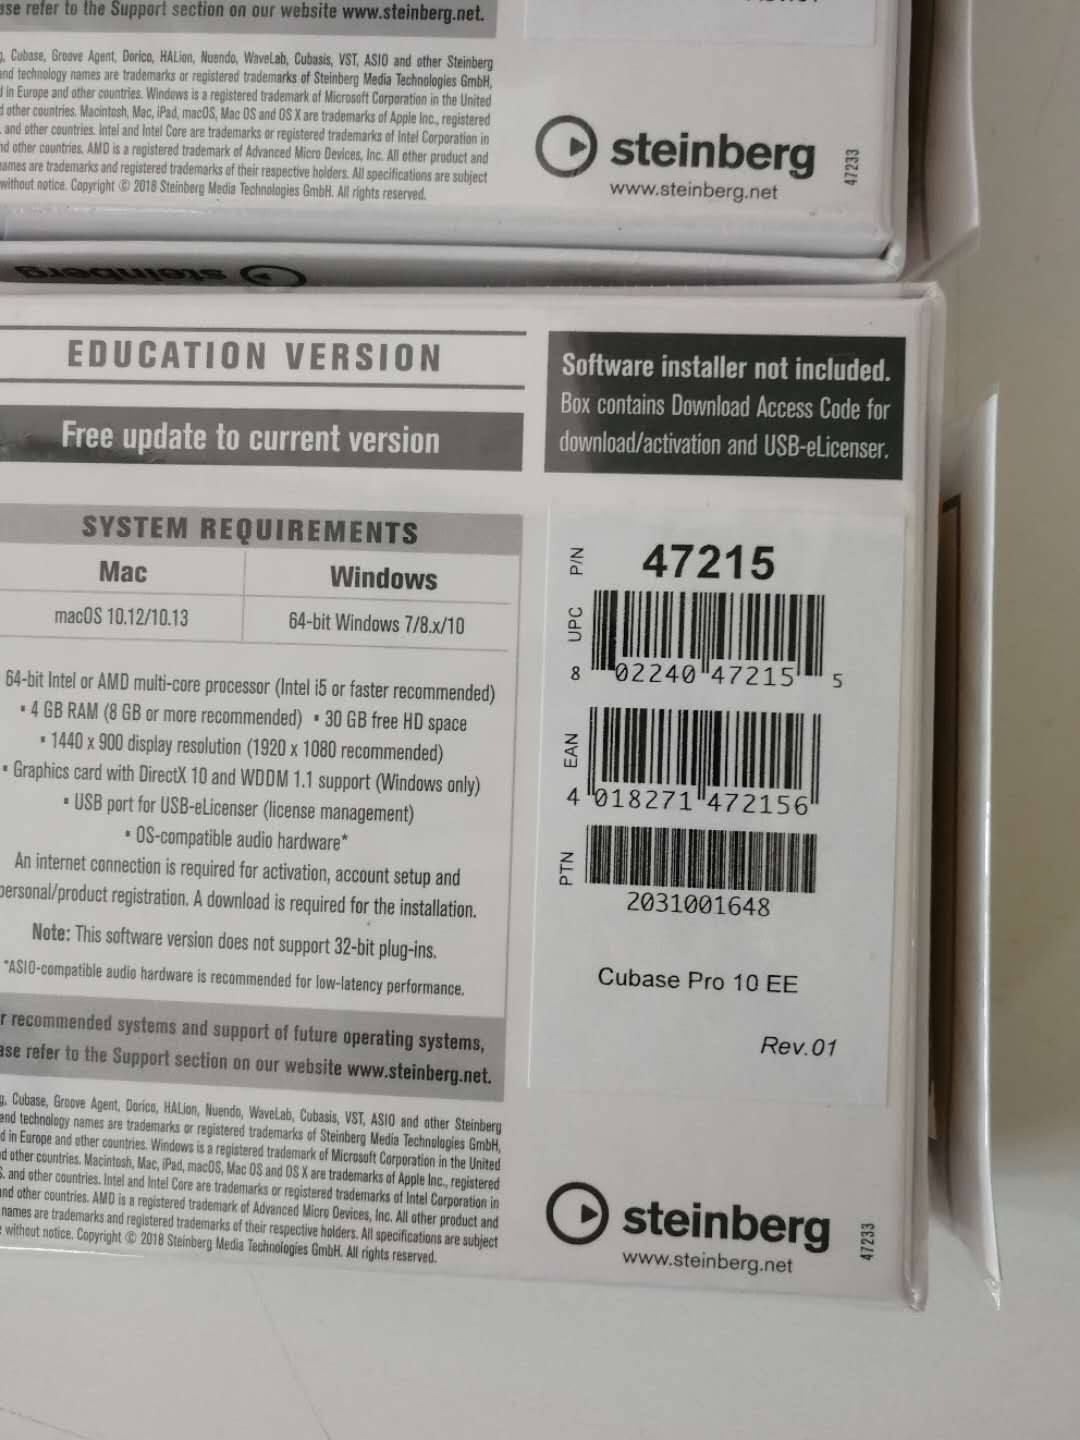 ase refer to the Support section on our website www.steinberg.net.
, Cubase, Groove Agent, Dorico, HALion, Nuendo, WaveLab, Cubasis, VST, ASIO and other Steinberg
and technology names are trademarks or registered trademarks of Steinberg Media Technologies GmbH,
d in Europe and other countries. Windows is a registered trademark of Microsoft Corporation in the United
d other countries. Macintosh, Mac, iPad, macOS, Mac OS and OS X are trademarks of Apple Inc., registered
. and other countries. Intel and Intel Core are trademarks or registered trademarks of Intel Corporation in
nd other countries. AMD is a registered trademark of Advanced Micro Devices, Inc. All other product and
ames are trademarks and registered trademarks of their respective holders. All specifications are subject
without notice. Copyright © 2018 Steinberg Media Technologies GmbH. All rights reserved.
steinberg
www.steinberg.net
47233
steinberg
EDUCATION VERSION
Free update to current version
Software installer not included.
Box contains Download Access Code for
download/activation and USB-eLicenser.
SYSTEM REQUIREMENTS
Mac Windows
macOS 10.12/10.13 64-bit Windows 7/8.x/10
64-bit Intel or AMD multi-core processor (Intel i5 or faster recommended)
▪ 4 GB RAM (8 GB or more recommended) ▪ 30 GB free HD space
▪ 1440 x 900 display resolution (1920 x 1080 recommended)
▪ Graphics card with DirectX 10 and WDDM 1.1 support (Windows only)
▪ USB port for USB-eLicenser (license management)
▪ OS-compatible audio hardware*
An internet connection is required for activation, account setup and
personal/product registration. A download is required for the installation.
Note: This software version does not support 32-bit plug-ins.
*ASIO-compatible audio hardware is recommended for low-latency performance.
r recommended systems and support of future operating systems,
ase refer to the Support section on our website www.steinberg.net.
g, Cubase, Groove Agent, Dorico, HALion, Nuendo, WaveLab, Cubasis, VST, ASIO and other Steinberg
and technology names are trademarks or registered trademarks of Steinberg Media Technologies GmbH,
d in Europe and other countries. Windows is a registered trademark of Microsoft Corporation in the United
d other countries. Macintosh, Mac, iPad, macOS, Mac OS and OS X are trademarks of Apple Inc., registered
S. and other countries. Intel and Intel Core are trademarks or registered trademarks of Intel Corporation in
and other countries. AMD is a registered trademark of Advanced Micro Devices, Inc. All other product and
names are trademarks and registered trademarks of their respective holders. All specifications are subject
without notice. Copyright © 2018 Steinberg Media Technologies GmbH. All rights reserved.
P/N 47215
UPC
8 02240 47215 5
EAN
4 018271 472156
PTN
2031001648
Cubase Pro 10 EE
Rev.01
steinberg
www.steinberg.net
47233